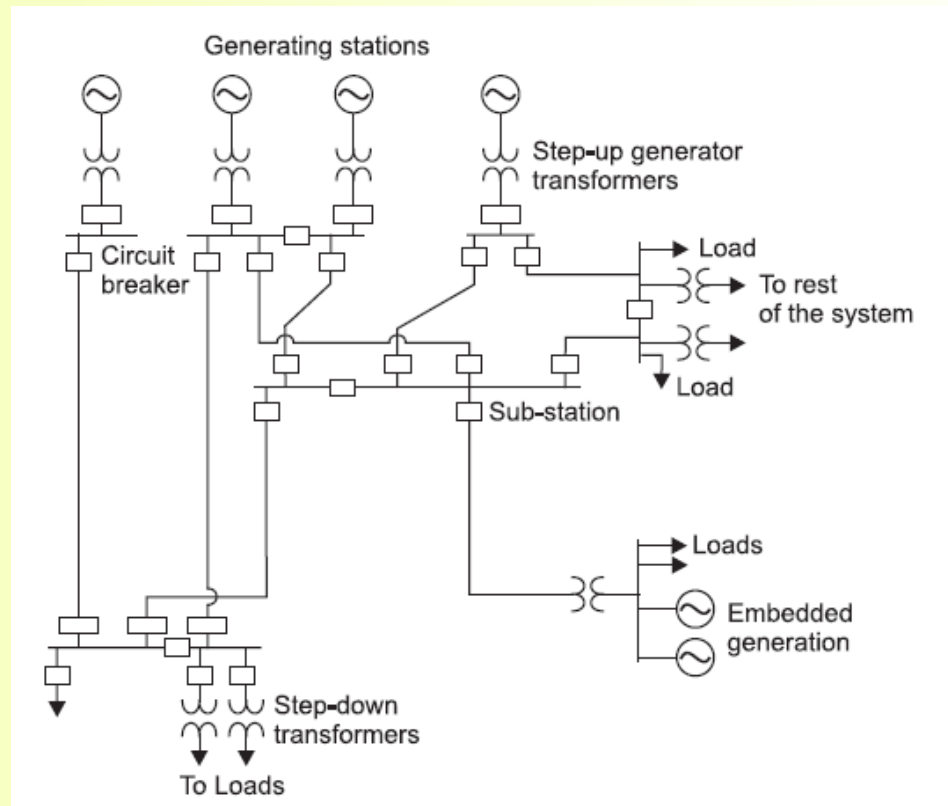 Generating stations
Step-up generator
transformers
Circuit
breaker
Load
To rest
of the system
Load
Sub-station
Loads
Embedded
generation
Step-down
transformers
To Loads